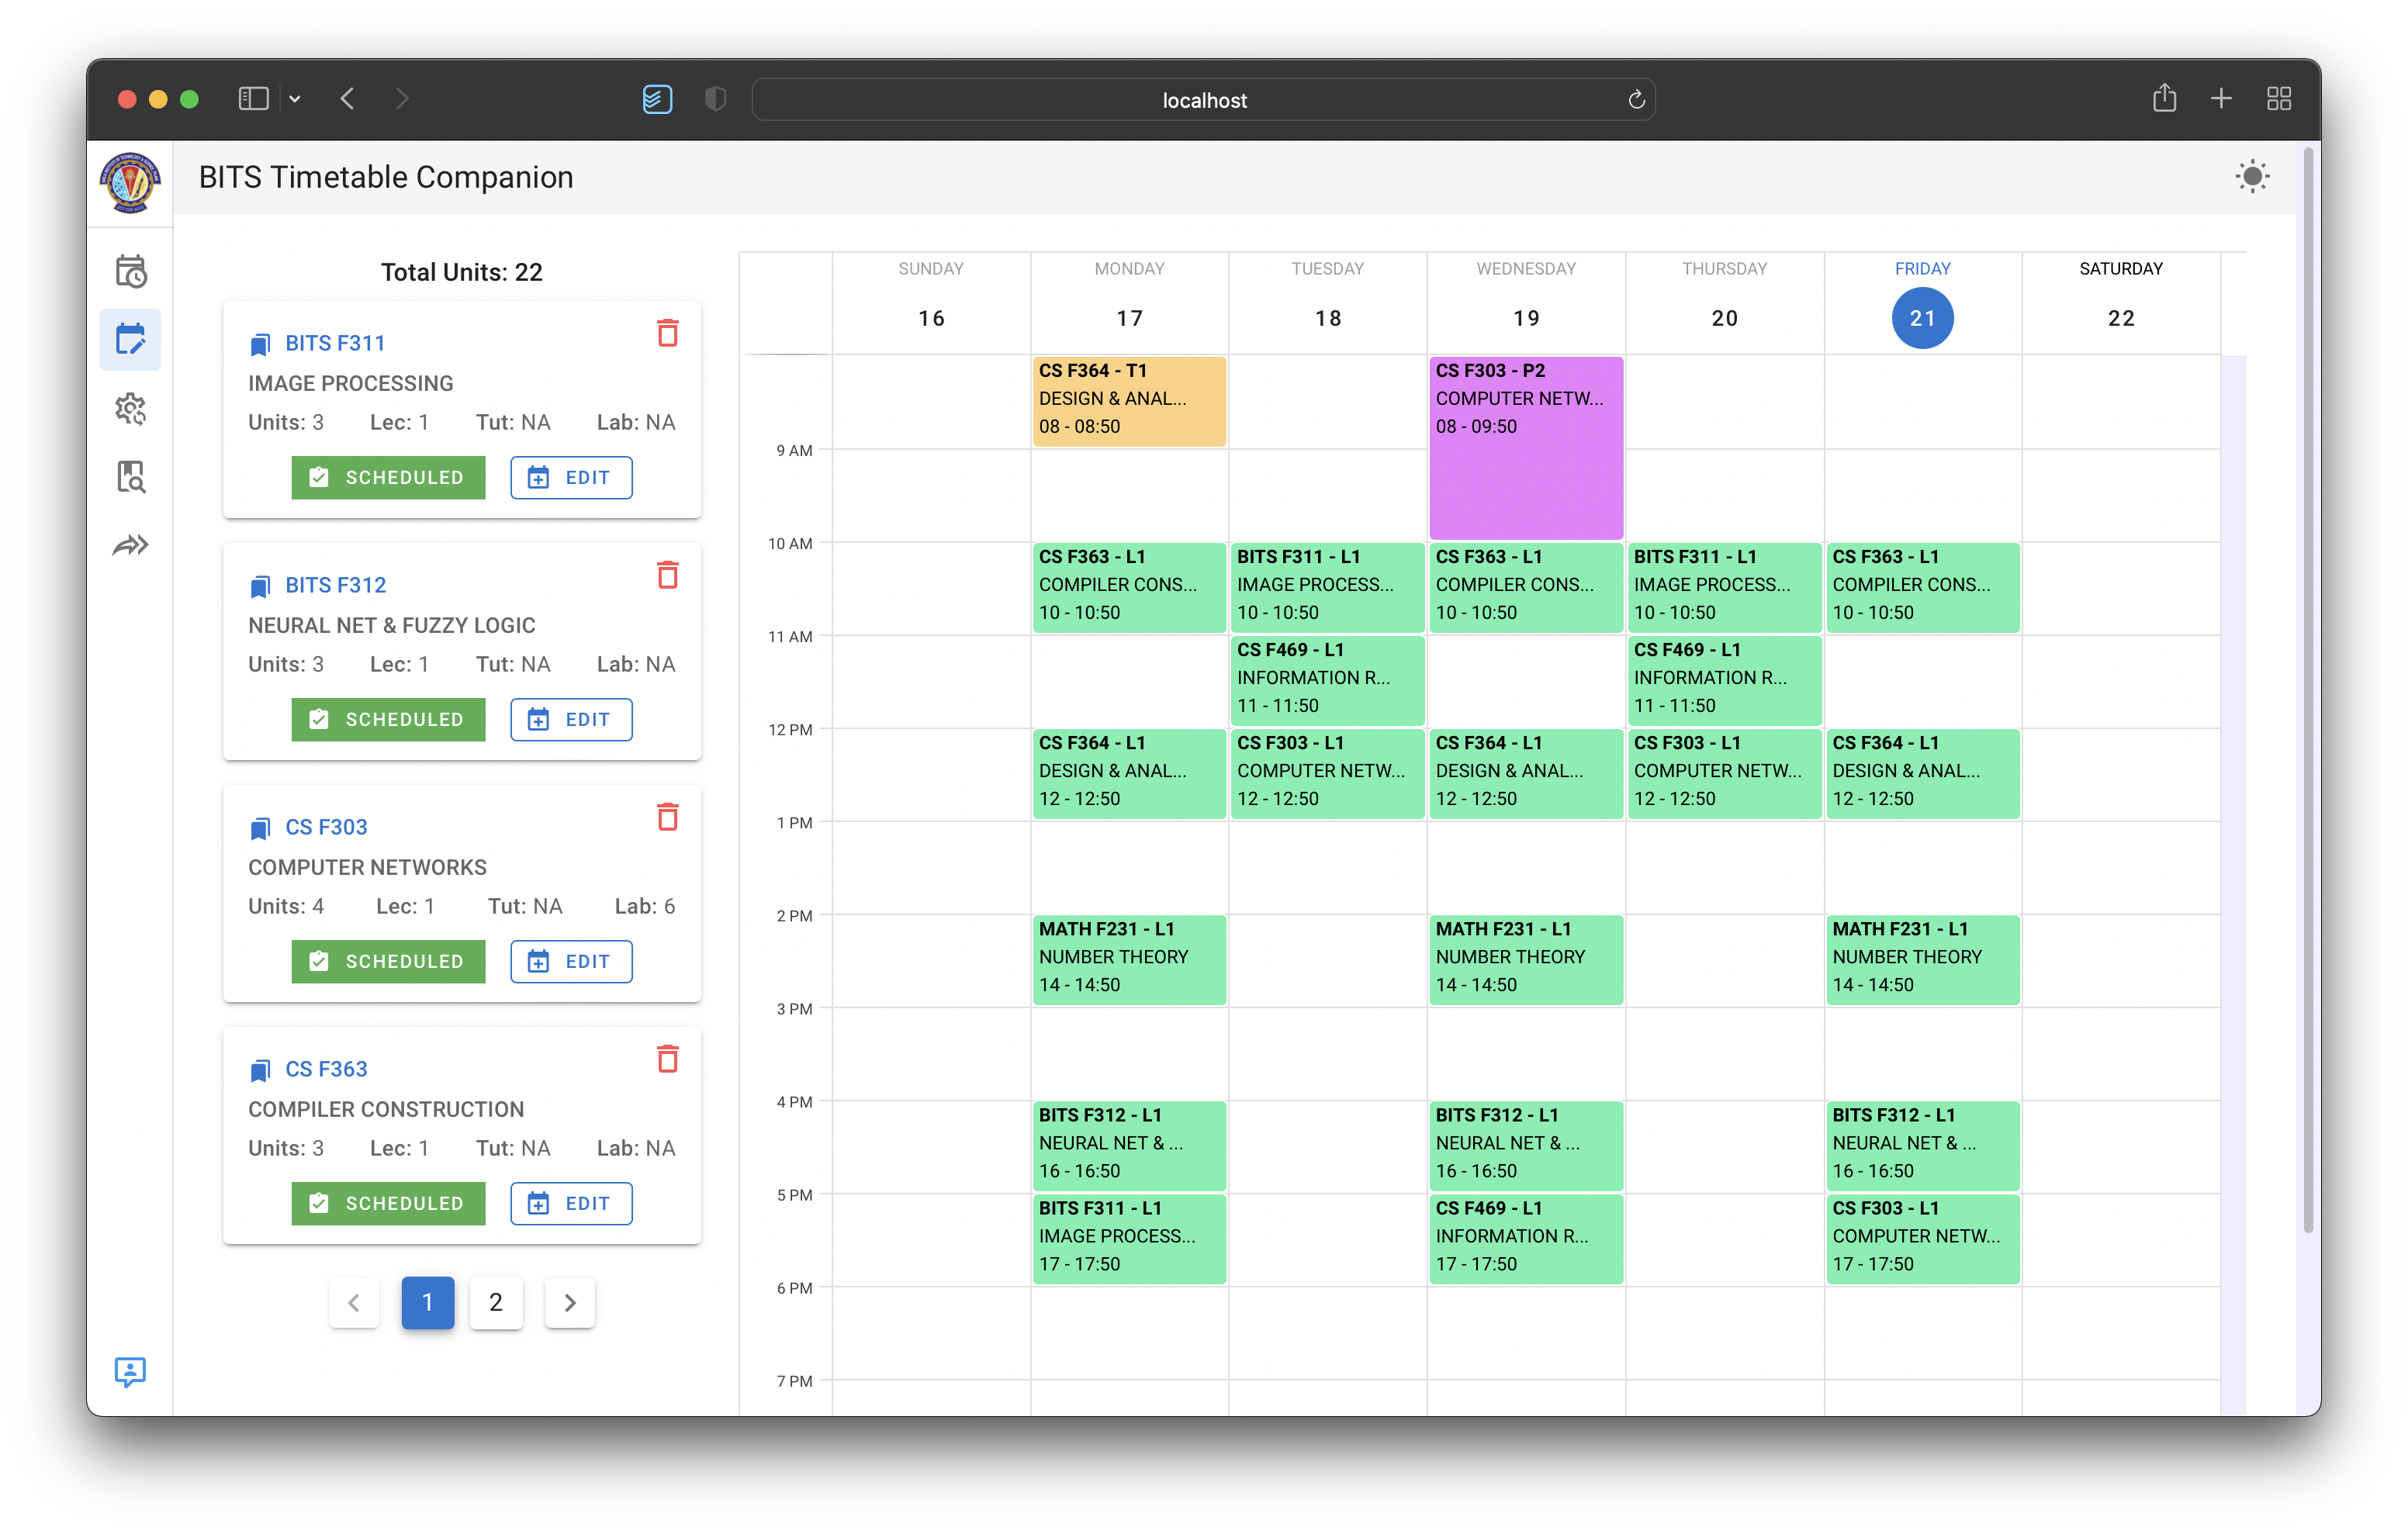 localhost
BITS Timetable Companion
Total Units: 22
BITS F311
IMAGE PROCESSING
Units: 3 Lec: 1 Tut: NA Lab: NA
SCHEDULED EDIT
BITS F312
NEURAL NET & FUZZY LOGIC
Units: 3 Lec: 1 Tut: NA Lab: NA
SCHEDULED EDIT
CS F303
COMPUTER NETWORKS
Units: 4 Lec: 1 Tut: NA Lab: 6
SCHEDULED EDIT
CS F363
COMPILER CONSTRUCTION
Units: 3 Lec: 1 Tut: NA Lab: NA
SCHEDULED EDIT
1 2
SUNDAY MONDAY TUESDAY WEDNESDAY THURSDAY FRIDAY SATURDAY
16 17 18 19 20 21 22
CS F364 - T1 CS F303 - P2
DESIGN & ANAL... COMPUTER NETW...
08 - 08:50 08 - 09:50
9 AM
10 AM
CS F363 - L1 BITS F311 - L1 CS F363 - L1 BITS F311 - L1 CS F363 - L1
COMPILER CONS... IMAGE PROCESS... COMPILER CONS... IMAGE PROCESS... COMPILER CONS...
10 - 10:50 10 - 10:50 10 - 10:50 10 - 10:50 10 - 10:50
11 AM
CS F469 - L1 CS F469 - L1
INFORMATION R... INFORMATION R...
11 - 11:50 11 - 11:50
12 PM
CS F364 - L1 CS F303 - L1 CS F364 - L1 CS F303 - L1 CS F364 - L1
DESIGN & ANAL... COMPUTER NETW... DESIGN & ANAL... COMPUTER NETW... DESIGN & ANAL...
12 - 12:50 12 - 12:50 12 - 12:50 12 - 12:50 12 - 12:50
1 PM
2 PM
MATH F231 - L1 MATH F231 - L1 MATH F231 - L1
NUMBER THEORY NUMBER THEORY NUMBER THEORY
14 - 14:50 14 - 14:50 14 - 14:50
3 PM
4 PM
BITS F312 - L1 BITS F312 - L1 BITS F312 - L1
NEURAL NET & ... NEURAL NET & ... NEURAL NET & ...
16 - 16:50 16 - 16:50 16 - 16:50
5 PM
BITS F311 - L1 CS F469 - L1 CS F303 - L1
IMAGE PROCESS... INFORMATION R... COMPUTER NETW...
17 - 17:50 17 - 17:50 17 - 17:50
6 PM
7 PM